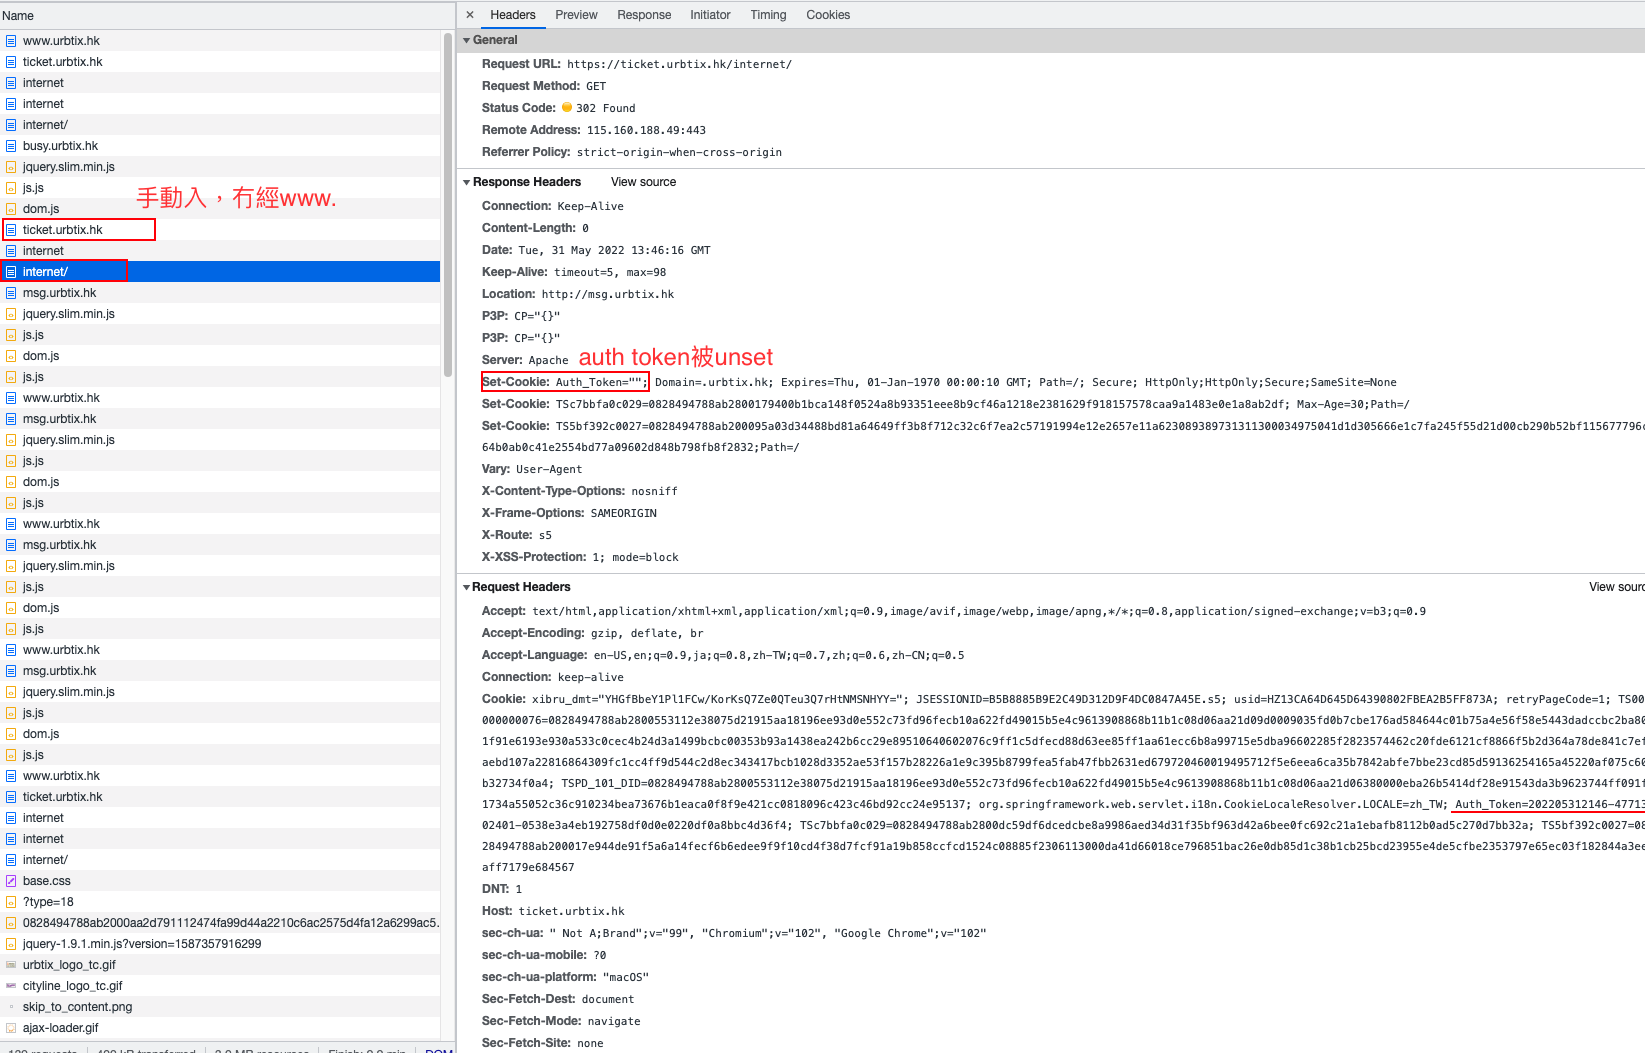 Name
www.urbtix.hk
ticket.urbtix.hk
internet
internet
internet/
busy.urbtix.hk
jquery.slim.min.js
js.js
手動入，冇經www.
dom.js
ticket.urbtix.hk
internet
internet/
msg.urbtix.hk
jquery.slim.min.js
js.js
dom.js
js.js
www.urbtix.hk
msg.urbtix.hk
jquery.slim.min.js
js.js
dom.js
js.js
www.urbtix.hk
msg.urbtix.hk
jquery.slim.min.js
js.js
dom.js
js.js
www.urbtix.hk
msg.urbtix.hk
jquery.slim.min.js
js.js
dom.js
js.js
www.urbtix.hk
ticket.urbtix.hk
internet
internet
internet/
base.css
?type=18
0828494788ab2000aa2d791112474fa99d44a2210c6ac2575d4fa12a6299ac5.
jquery-1.9.1.min.js?version=1587357916299
urbtix_logo_tc.gif
cityline_logo_tc.gif
skip_to_content.png
ajax-loader.gif
× Headers Preview Response Initiator Timing Cookies
General
Request URL: https://ticket.urbtix.hk/internet/
Request Method: GET
Status Code: 302 Found
Remote Address: 115.160.188.49:443
Referrer Policy: strict-origin-when-cross-origin
Response Headers View source
Connection: Keep-Alive
Content-Length: 0
Date: Tue, 31 May 2022 13:46:16 GMT
Keep-Alive: timeout=5, max=98
Location: http://msg.urbtix.hk
P3P: CP="{}"
P3P: CP="{}"
Server: Apache
auth token被unset
Set-Cookie: Auth_Token=""; Domain=.urbtix.hk; Expires=Thu, 01-Jan-1970 00:00:10 GMT; Path=/; Secure; HttpOnly;HttpOnly;Secure;SameSite=None
Set-Cookie: TSc7bbfa0c029=0828494788ab2800179400b1bca148f0524a8b93351eee8b9cf46a1218e2381629f918157578caa9a1483e0e1a8ab2df; Max-Age=30;Path=/
Set-Cookie: TS5bf392c0027=0828494788ab200095a03d34488bd81a64649ff3b8f712c32c6f7ea2c57191994e12e2657e11a623089389731311300034975041d1d305666e1c7fa245f55d21d00cb290b52bf115677796c
64b0ab0c41e2554bd77a09602d848b798fb8f2832;Path=/
Vary: User-Agent
X-Content-Type-Options: nosniff
X-Frame-Options: SAMEORIGIN
X-Route: s5
X-XSS-Protection: 1; mode=block
Request Headers View sourc
Accept: text/html,application/xhtml+xml,application/xml;q=0.9,image/avif,image/webp,image/apng,*/*;q=0.8,application/signed-exchange;v=b3;q=0.9
Accept-Encoding: gzip, deflate, br
Accept-Language: en-US,en;q=0.9,ja;q=0.8,zh-TW;q=0.7,zh;q=0.6,zh-CN;q=0.5
Connection: keep-alive
Cookie: xibru_dmt="YHGfBbeY1Pl1FCw/KorKsQ7Ze0QTeu3Q7rHtNMSNHYY="; JSESSIONID=B5B8885B9E2C49D312D9F4DC0847A45E.s5; usid=HZ13CA64D645D64390802FBEA2B5FF873A; retryPageCode=1; TS00
000000076=0828494788ab2800553112e38075d21915aa18196ee93d0e552c73fd96fecb10a622fd49015b5e4c9613908868b11b1c08d06aa21d09d0009035fd0b7cbe176ad584644c01b75a4e56f58e5443dadccbc2ba80
1f91e6193e930a533c0cec4b24d3a1499bcbc00353b93a1438ea242b6cc29e89510640602076c9ff1c5dfecd88d63ee85ff1aa61ecc6b8a99715e5dba96602285f2823574462c20fde6121cf8866f5b2d364a78de841c7ef
aebd107a22816864309fc1cc4ff9d544c2d8ec343417bcb1028d3352ae53f157b28226a1e9c395b8799fea5fab47fbb2631ed679720460019495712f5e6eea6ca35b7842abfe7bbe23cd85d59136254165a45220af075c60
b32734f0a4; TSPD_101_DID=0828494788ab2800553112e38075d21915aa18196ee93d0e552c73fd96fecb10a622fd49015b5e4c9613908868b11b1c08d06aa21d06380000eba26b5414df28e91543da3b9623744ff091f
1734a55052c36c910234bea73676b1eaca0f8f9e421cc0818096c423c46bd92cc24e95137; org.springframework.web.servlet.i18n.CookieLocaleResolver.LOCALE=zh_TW; Auth_Token=202205312146-47713
02401-0538e3a4eb192758df0d0e0220df0a8bbc4d36f4; TSc7bbfa0c029=0828494788ab2800dc59df6dcedcbe8a9986aed34d31f35bf963d42a6bee0fc692c21a1ebafb8112b0ad5c270d7bb32a; TS5bf392c0027=08
28494788ab200017e944de91f5a6a14fecf6b6edee9f9f10cd4f38d7fcf91a19b858ccfcd1524c08885f2306113000da41d66018ce796851bac26e0db85d1c38b1cb25bcd23955e4de5cfbe2353797e65ec03f182844a3ee
aff7179e684567
DNT: 1
Host: ticket.urbtix.hk
sec-ch-ua: " Not A;Brand";v="99", "Chromium";v="102", "Google Chrome";v="102"
sec-ch-ua-mobile: ?0
sec-ch-ua-platform: "macOS"
Sec-Fetch-Dest: document
Sec-Fetch-Mode: navigate
Sec-Fetch-Site: none